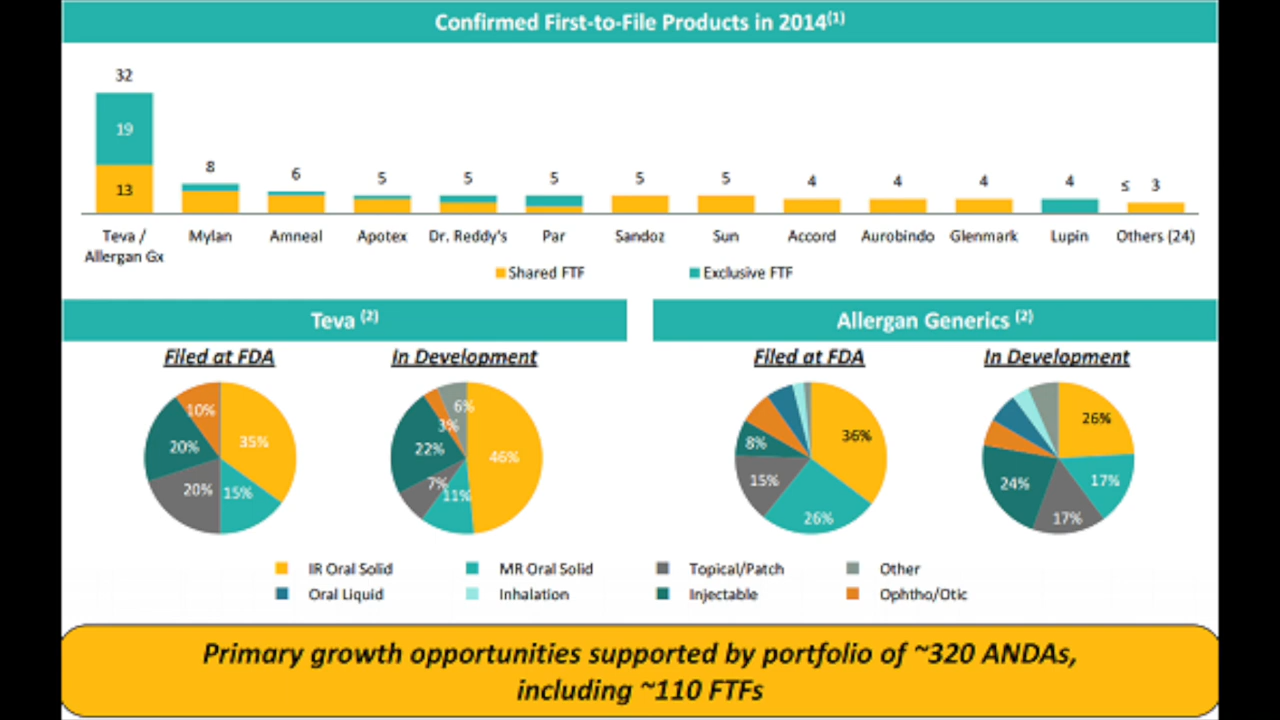 Confirmed First-to-File Products in 2014(1)
32
19
13
8
6
5
5
5
5
5
4
4
4
4
≤ 3
Teva / Allergan Gx
Mylan
Amneal
Apotex
Dr. Reddy's
Par
Sandoz
Sun
Accord
Aurobindo
Glenmark
Lupin
Others (24)
Shared FTF
Exclusive FTF
Teva (2)
Filed at FDA
35%
15%
20%
20%
10%
In Development
46%
11%
7%
22%
3%
6%
Allergan Generics (2)
Filed at FDA
36%
26%
15%
8%
In Development
26%
17%
17%
24%
IR Oral Solid
MR Oral Solid
Topical/Patch
Other
Oral Liquid
Inhalation
Injectable
Ophtho/Otic
Primary growth opportunities supported by portfolio of ~320 ANDAs,
including ~110 FTFs